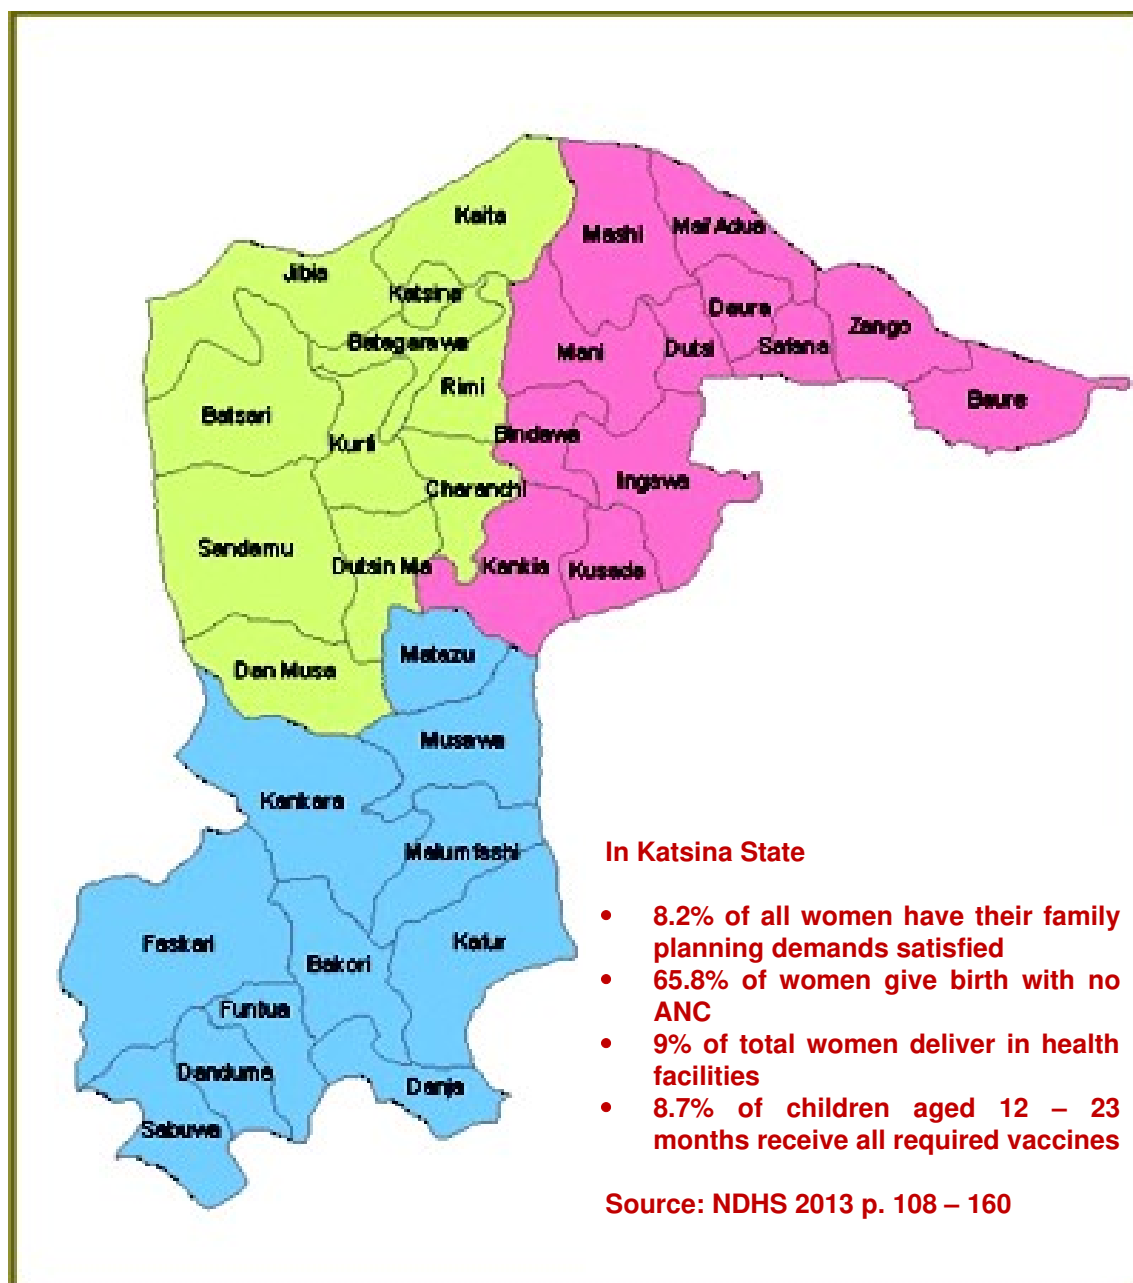 Kaita
Mashi
Mai'Adua
Jibia
Katsina
Daura
Zango
Batagarawa
Mani
Dutsi
Safana
Rimi
Baure
Batsari
Kurfi
Bindawa
Charanchi
Ingawa
Sandamu
Dutsin Ma
Kankia
Kusada
Matazu
Dan Musa
Musawa
Kankara
Malumfashi
Faskari
Bakori
Kafur
Funtua
Danduma
Danja
Sabuwa
In Katsina State
• 8.2% of all women have their family
planning demands satisfied
• 65.8% of women give birth with no
ANC
• 9% of total women deliver in health
facilities
• 8.7% of children aged 12 – 23
months receive all required vaccines
Source: NDHS 2013 p. 108 – 160